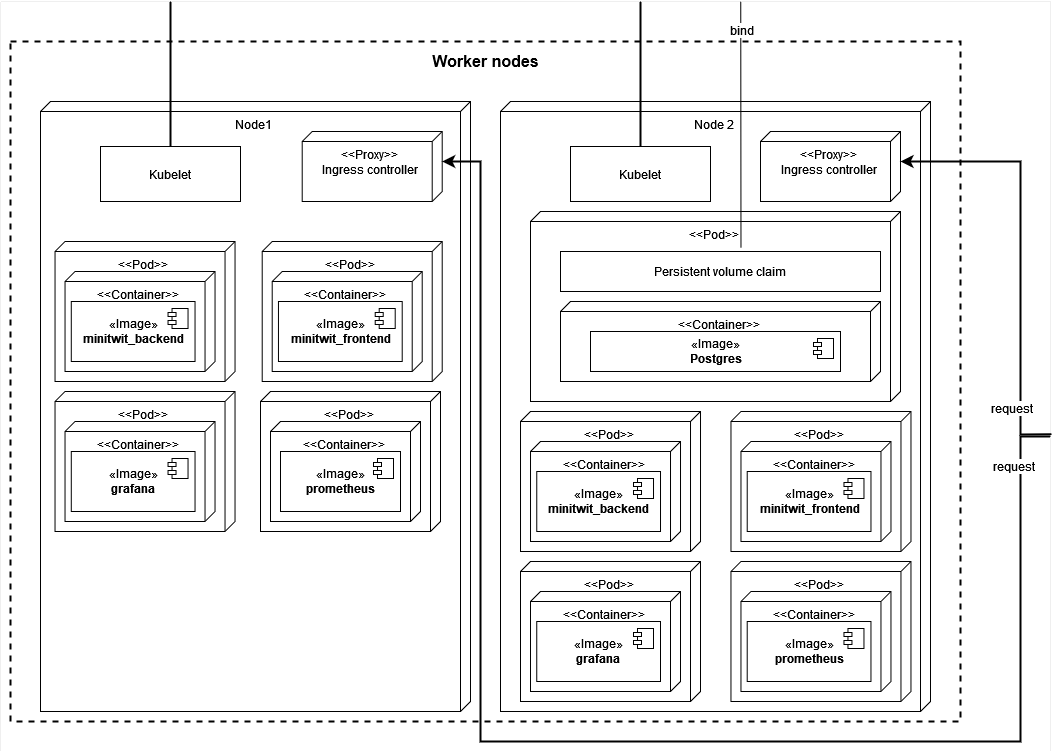 bind
Worker nodes
Node1
Kubelet
<<Proxy>>
Ingress controller
<<Pod>>
<<Container>>
«Image»
minitwit_backend
<<Pod>>
<<Container>>
«Image»
minitwit_frontend
<<Pod>>
<<Container>>
«Image»
grafana
<<Pod>>
<<Container>>
«Image»
prometheus
Node 2
Kubelet
<<Proxy>>
Ingress controller
<<Pod>>
Persistent volume claim
<<Container>>
«Image»
Postgres
<<Pod>>
<<Container>>
«Image»
minitwit_backend
<<Pod>>
<<Container>>
«Image»
minitwit_frontend
<<Pod>>
<<Container>>
«Image»
grafana
<<Pod>>
<<Container>>
«Image»
prometheus
request
request